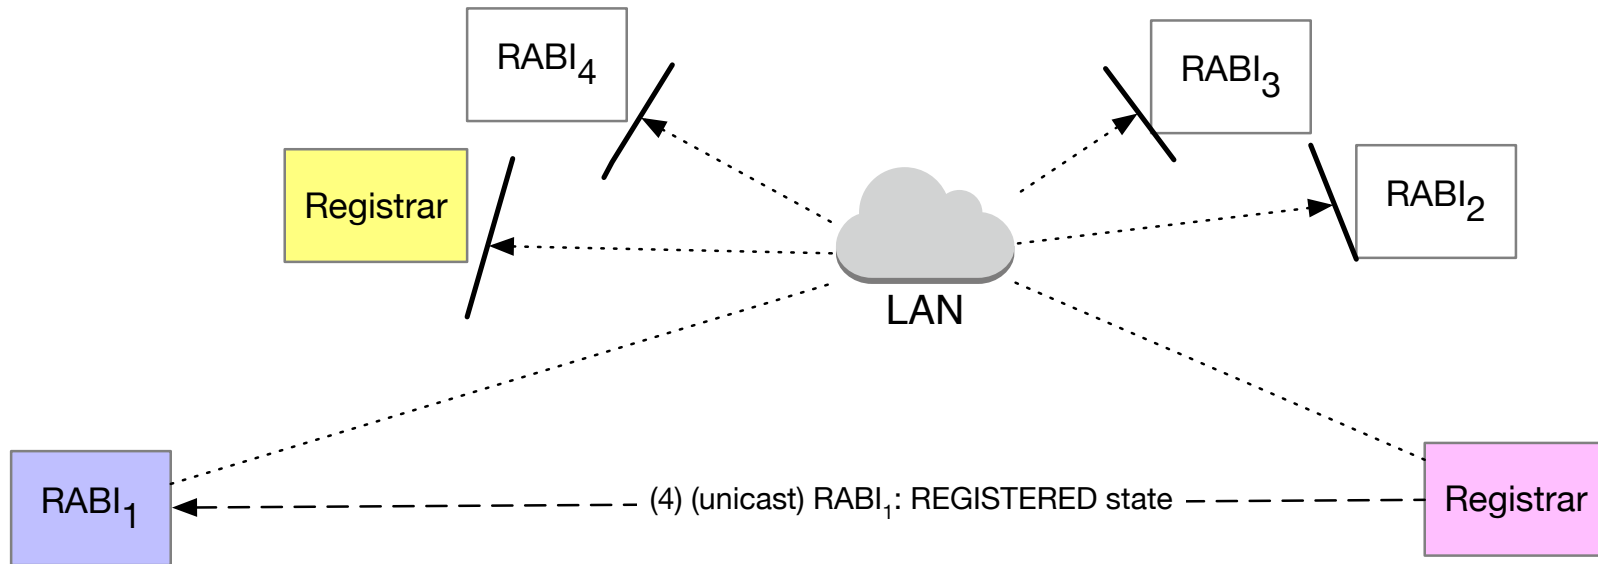 RABI₄
RABI₃
Registrar
RABI₂
LAN
RABI₁
(4) (unicast) RABI₁: REGISTERED state
Registrar